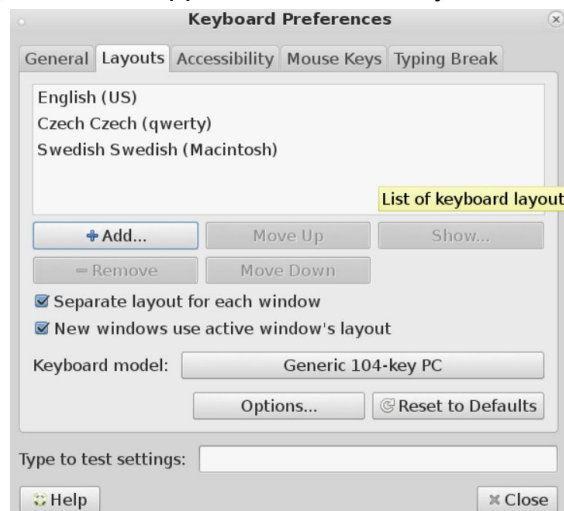 Keyboard Preferences
General Layouts Accessibility Mouse Keys Typing Break
English (US)
Czech Czech (qwerty)
Swedish Swedish (Macintosh)
List of keyboard layout
Add... Move Up Show...
Remove Move Down
Separate layout for each window
New windows use active window's layout
Keyboard model: Generic 104-key PC
Options... Reset to Defaults
Type to test settings:
Help Close